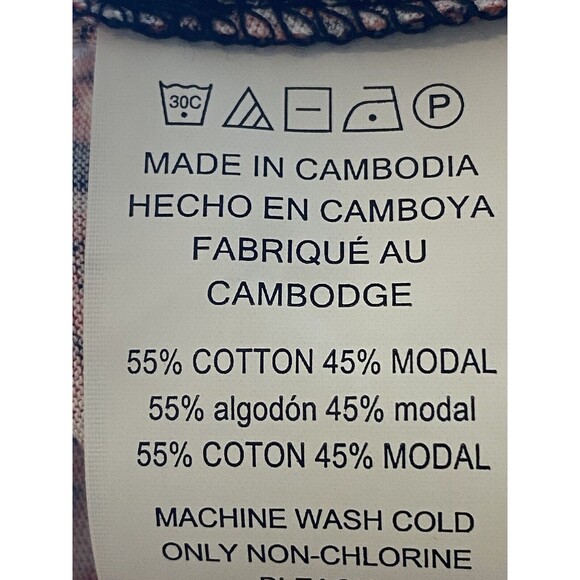 30C P
MADE IN CAMBODIA
HECHO EN CAMBOYA
FABRIQUÉ AU
CAMBODGE
55% COTTON 45% MODAL
55% algodón 45% modal
55% COTON 45% MODAL
MACHINE WASH COLD
ONLY NON-CHLORINE